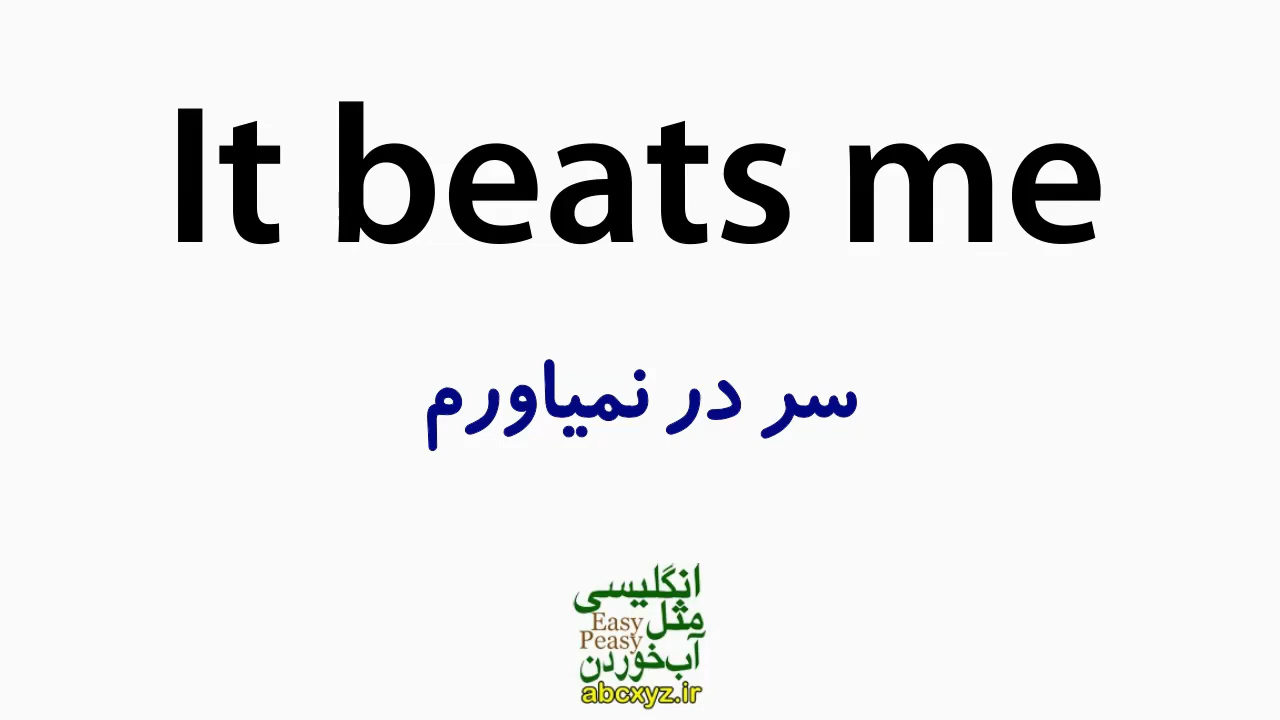 It beats me
سر در نمیاورم
انگلیسی
مثل
Easy
Peasy
آب‌خوردن
abcxyz.ir